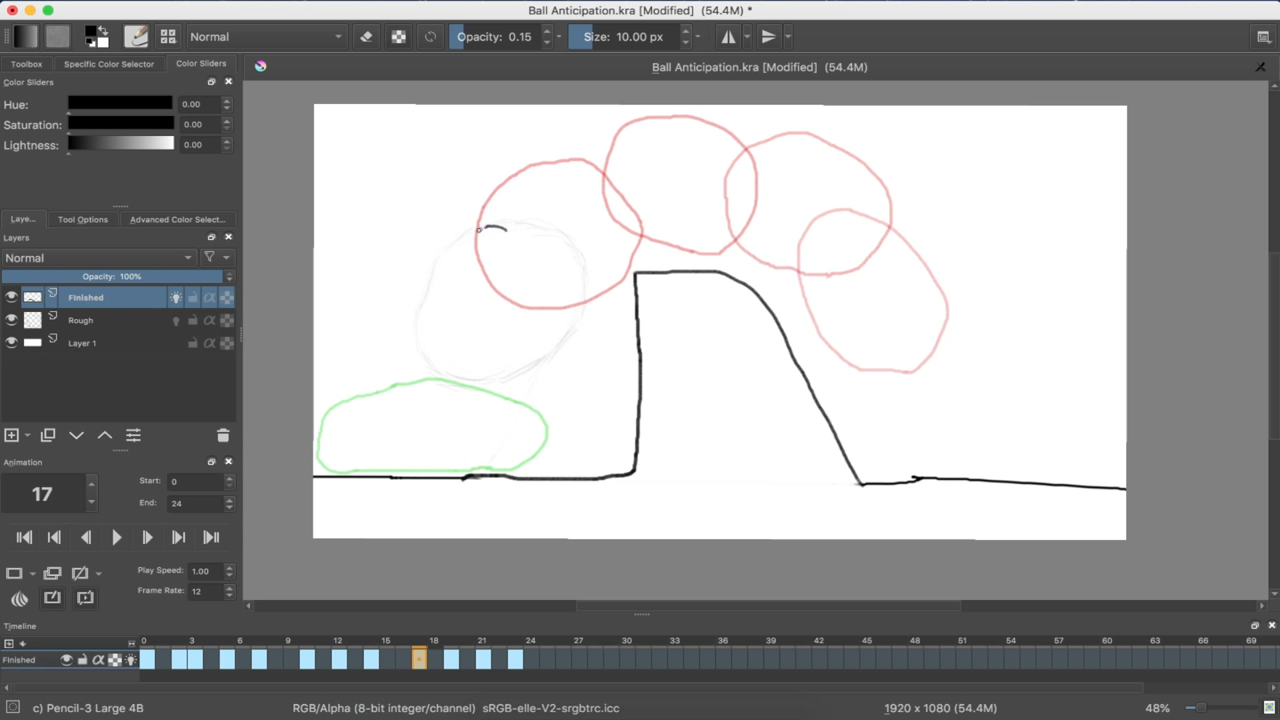 Ball Anticipation.kra [Modified] (54.4M) *
Normal
Opacity: 0.15
Size: 10.00 px
Toolbox
Specific Color Selector
Color Sliders
Ball Anticipation.kra [Modified] (54.4M)
Color Sliders
Hue: 0.00
Saturation: 0.00
Lightness: 0.00
Laye...
Tool Options
Advanced Color Select...
Layers
Normal
Opacity: 100%
Finished
Rough
Layer 1
Animation
17
Start: 0
End: 24
Play Speed: 1.00
Frame Rate: 12
Timeline
0 3 6 9 12 15 18 21 24 27 30 33 36 39 42 45 48 51 54 57 60 63 66 69
Finished
c) Pencil-3 Large 4B
RGB/Alpha (8-bit integer/channel) sRGB-elle-V2-srgbtrc.icc
1920 x 1080 (54.4M)
48%